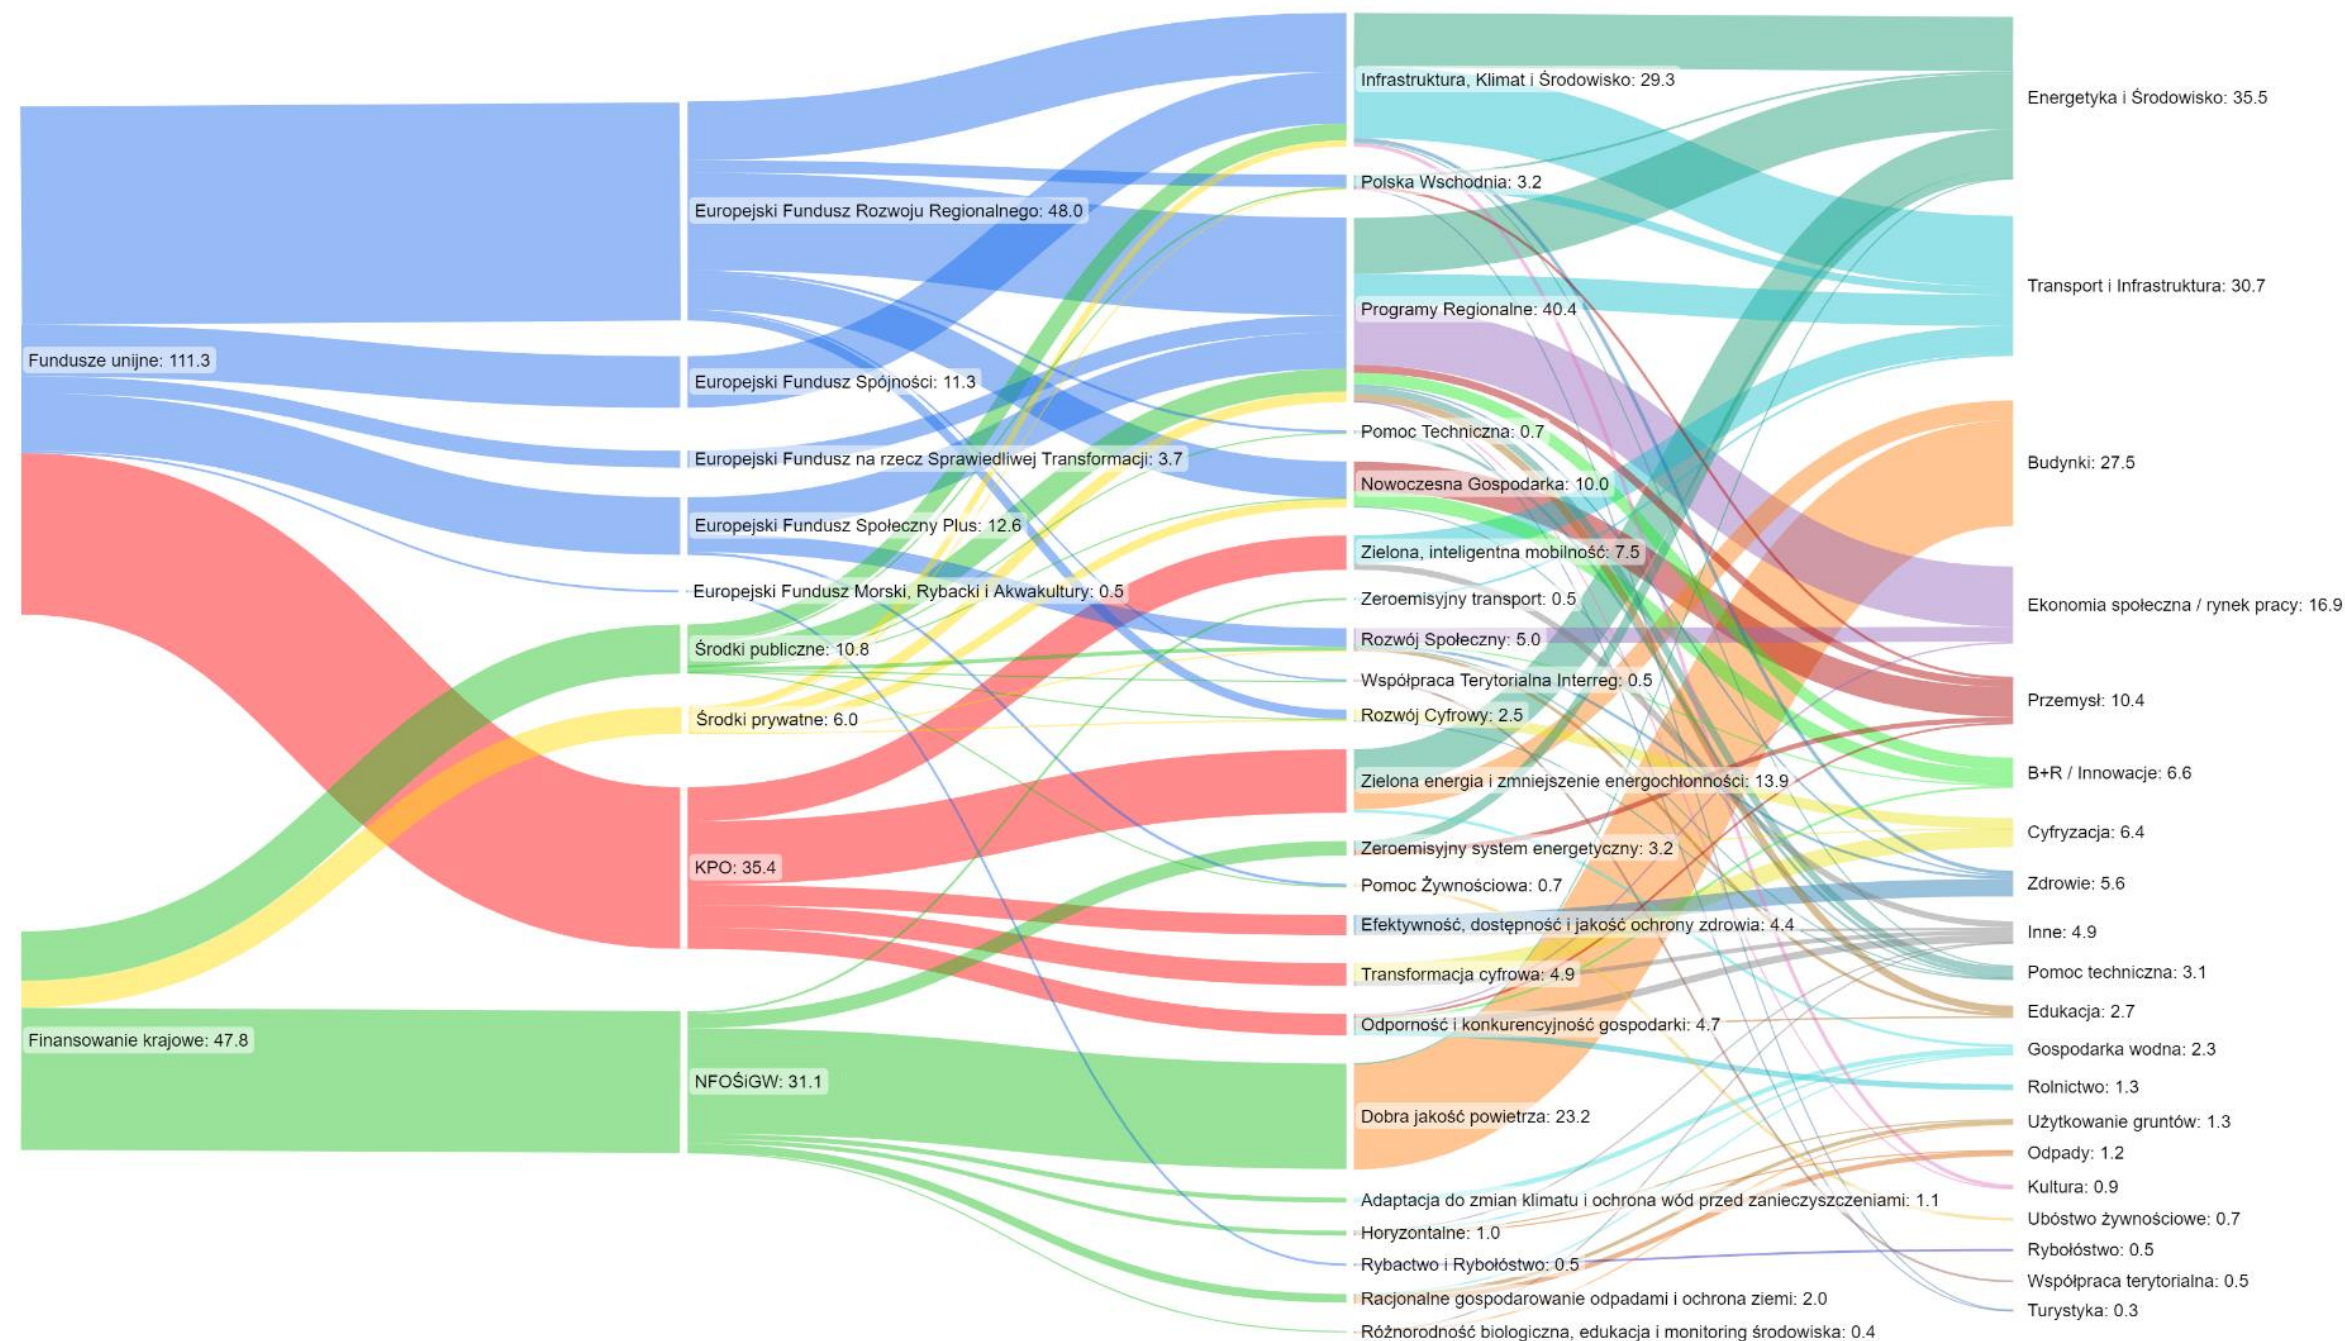 Fundusze unijne: 111.3
Finansowanie krajowe: 47.8
Europejski Fundusz Rozwoju Regionalnego: 48.0
Europejski Fundusz Spójności: 11.3
Europejski Fundusz na rzecz Sprawiedliwej Transformacji: 3.7
Europejski Fundusz Społeczny Plus: 12.6
Europejski Fundusz Morski, Rybacki i Akwakultury: 0.5
Środki publiczne: 10.8
Środki prywatne: 6.0
KPO: 35.4
NFOŚiGW: 31.1
Infrastruktura, Klimat i Środowisko: 29.3
Polska Wschodnia: 3.2
Programy Regionalne: 40.4
Pomoc Techniczna: 0.7
Nowoczesna Gospodarka: 10.0
Zielona, inteligentna mobilność: 7.5
Zeroemisyjny transport: 0.5
Rozwój Społeczny: 5.0
Współpraca Terytorialna Interreg: 0.5
Rozwój Cyfrowy: 2.5
Zielona energia i zmniejszenie energochłonności: 13.9
Zeroemisyjny system energetyczny: 3.2
Pomoc Żywnościowa: 0.7
Efektywność, dostępność i jakość ochrony zdrowia: 4.4
Transformacja cyfrowa: 4.9
Odporność i konkurencyjność gospodarki: 4.7
Dobra jakość powietrza: 23.2
Adaptacja do zmian klimatu i ochrona wód przed zanieczyszczeniami: 1.1
Horyzontalne: 1.0
Rybactwo i Rybołóstwo: 0.5
Racjonalne gospodarowanie odpadami i ochrona ziemi: 2.0
Różnorodność biologiczna, edukacja i monitoring środowiska: 0.4
Energetyka i Środowisko: 35.5
Transport i Infrastruktura: 30.7
Budynki: 27.5
Ekonomia społeczna / rynek pracy: 16.9
Przemysł: 10.4
B+R / Innowacje: 6.6
Cyfryzacja: 6.4
Zdrowie: 5.6
Inne: 4.9
Pomoc techniczna: 3.1
Edukacja: 2.7
Gospodarka wodna: 2.3
Rolnictwo: 1.3
Użytkowanie gruntów: 1.3
Odpady: 1.2
Kultura: 0.9
Ubóstwo żywnościowe: 0.7
Rybołóstwo: 0.5
Współpraca terytorialna: 0.5
Turystyka: 0.3